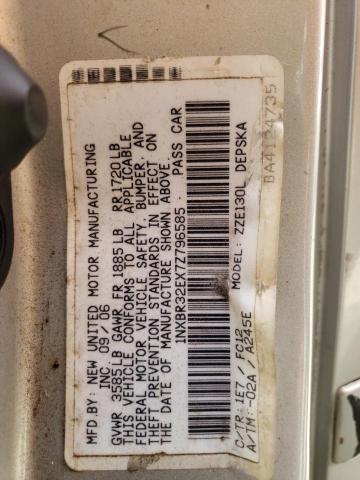 MFD.BY: NEW UNITED MOTOR MANUFACTURING
INC. 09/06
GVWR 3585LB GAWR FR 1885LB RR1720LB
THIS VEHICLE CONFORMS TO ALL APPLICABLE
FEDERAL MOTOR VEHICLE SAFETY, BUMPER, AND
THEFT PREVENTION STANDARDS IN EFFECT ON
THE DATE OF MANUFACTURE SHOWN ABOVE.
1NXBR32EX7Z796585 PASS CAR
MODEL: ZZE130L DEPSKA
C/TR: 1E7 / FC12
A/TM: -02A / A245E
BA4124735